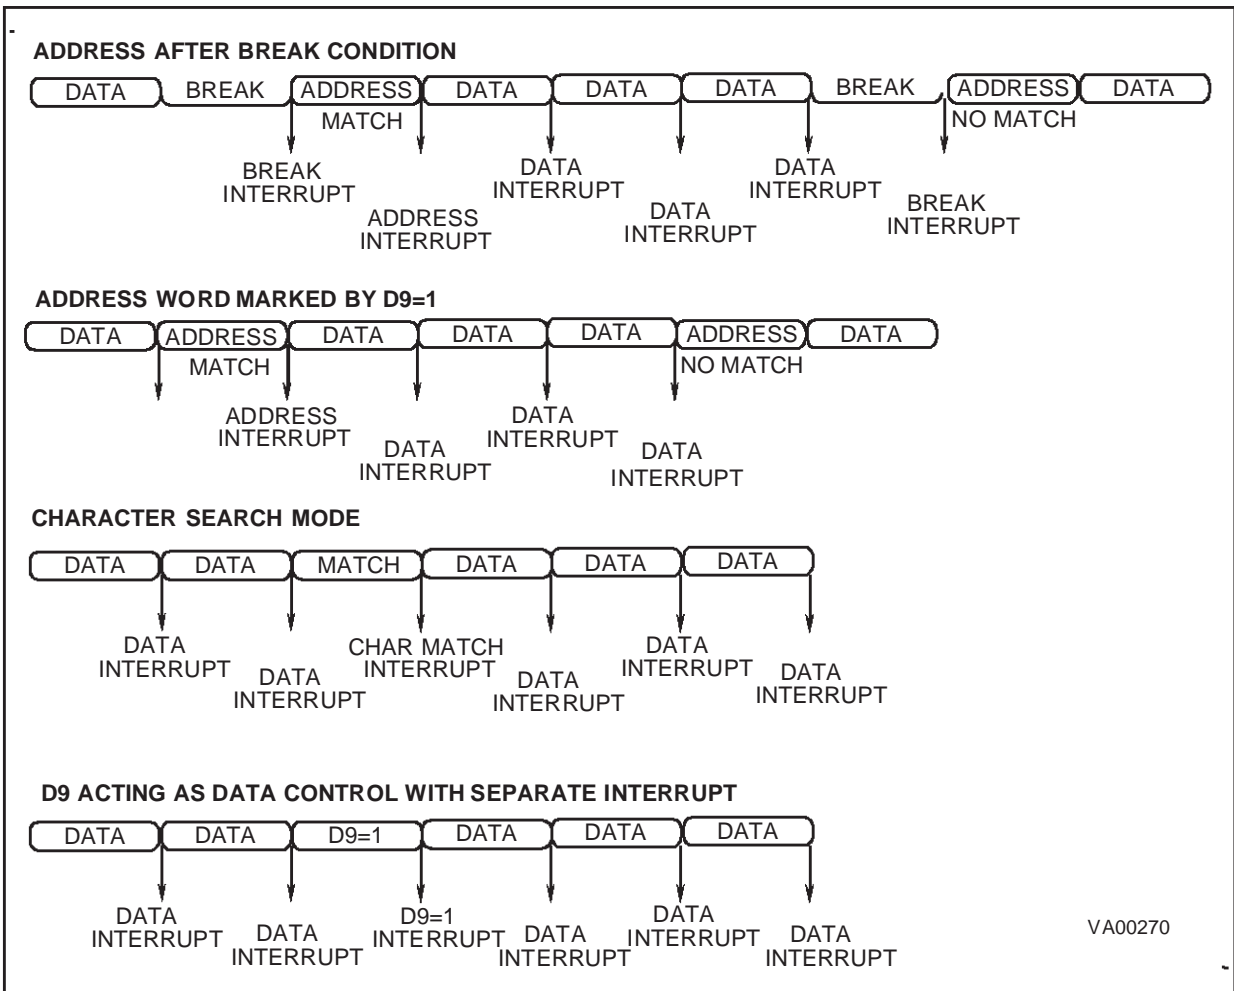 ADDRESS AFTER BREAK CONDITION
DATA BREAK ADDRESS DATA DATA DATA BREAK ADDRESS DATA
MATCH NO MATCH
BREAK INTERRUPT
ADDRESS INTERRUPT
DATA INTERRUPT
DATA INTERRUPT
DATA INTERRUPT
BREAK INTERRUPT
ADDRESS WORD MARKED BY D9=1
DATA ADDRESS DATA DATA DATA ADDRESS DATA
MATCH NO MATCH
ADDRESS INTERRUPT
DATA INTERRUPT
DATA INTERRUPT
DATA INTERRUPT
CHARACTER SEARCH MODE
DATA DATA MATCH DATA DATA DATA
DATA INTERRUPT
DATA INTERRUPT
CHAR MATCH INTERRUPT
DATA INTERRUPT
DATA INTERRUPT
DATA INTERRUPT
D9 ACTING AS DATA CONTROL WITH SEPARATE INTERRUPT
DATA DATA D9=1 DATA DATA DATA
DATA INTERRUPT
DATA INTERRUPT
D9=1 INTERRUPT
DATA INTERRUPT
DATA INTERRUPT
DATA INTERRUPT
VA00270